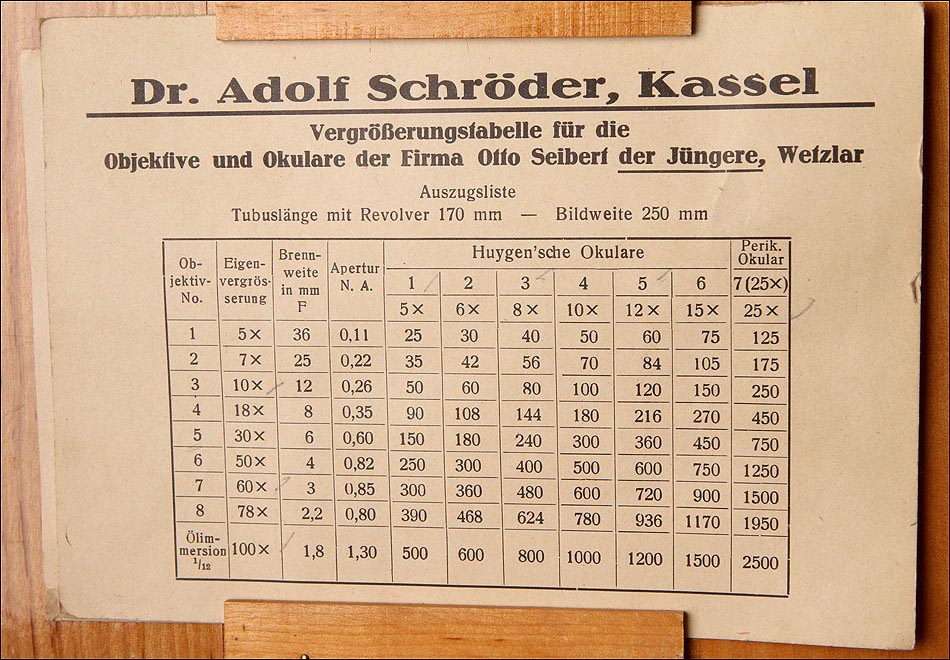 Dr. Adolf Schröder, Kassel
Vergrößerungstabelle für die
Objektive und Okulare der Firma Otto Seibert der Jüngere, Wetzlar
Auszugsliste
Tubuslänge mit Revolver 170 mm — Bildweite 250 mm
Ob-
jektiv-
No.
Eigen-
vergrös-
serung
Brenn-
weite
in mm
F
Apertur
N. A.
Huygen'sche Okulare
Perik.
Okular
1 2 3 4 5 6 7 (25×)
5× 6× 8× 10× 12× 15× 25×
1 5× 36 0,11 25 30 40 50 60 75 125
2 7× 25 0,22 35 42 56 70 84 105 175
3 10× 12 0,26 50 60 80 100 120 150 250
4 18× 8 0,35 90 108 144 180 216 270 450
5 30× 6 0,60 150 180 240 300 360 450 750
6 50× 4 0,82 250 300 400 500 600 750 1250
7 60× 3 0,85 300 360 480 600 720 900 1500
8 78× 2,2 0,80 390 468 624 780 936 1170 1950
Ölim-
mersion
1/12
100× 1,8 1,30 500 600 800 1000 1200 1500 2500